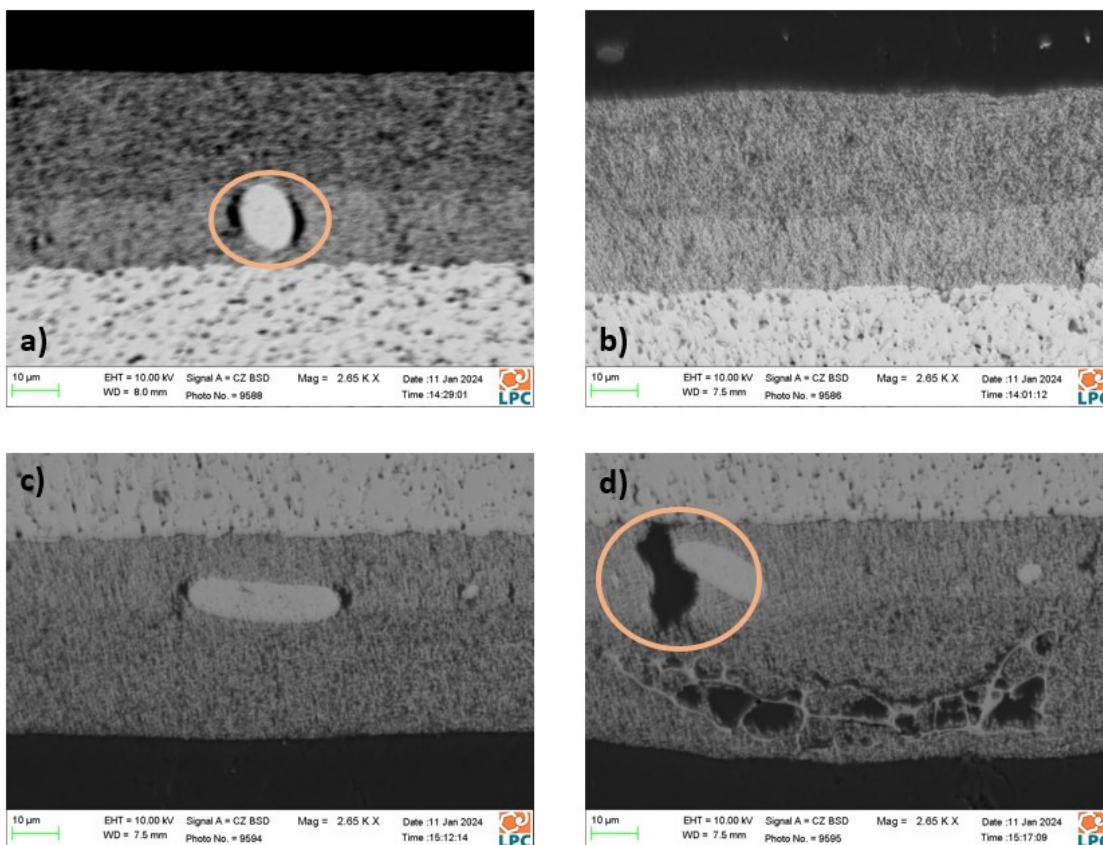 a)
10 µm
EHT = 10.00 kV Signal A = CZ BSD Mag = 2.65 K X Date :11 Jan 2024
WD = 8.0 mm Photo No. = 9588 Time :14:29:01
LPC
b)
10 µm
EHT = 10.00 kV Signal A = CZ BSD Mag = 2.65 K X Date :11 Jan 2024
WD = 7.5 mm Photo No. = 9586 Time :14:01:12
LPC
c)
10 µm
EHT = 10.00 kV Signal A = CZ BSD Mag = 2.65 K X Date :11 Jan 2024
WD = 7.5 mm Photo No. = 9594 Time :15:12:14
LPC
d)
10 µm
EHT = 10.00 kV Signal A = CZ BSD Mag = 2.65 K X Date :11 Jan 2024
WD = 7.5 mm Photo No. = 9595 Time :15:17:09
LPC